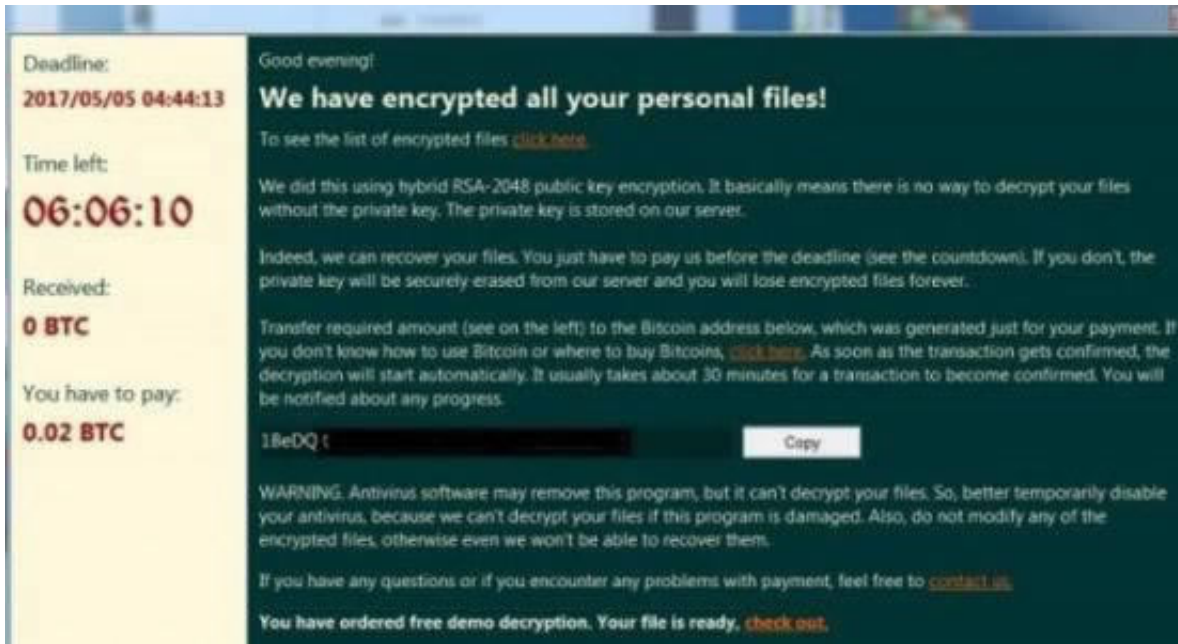 Deadline:
2017/05/05 04:44:13
Time left:
06:06:10
Received:
0 BTC
You have to pay:
0.02 BTC
Good evening!
We have encrypted all your personal files!
To see the list of encrypted files click here.
We did this using hybrid RSA-2048 public key encryption. It basically means there is no way to decrypt your files
without the private key. The private key is stored on our server.
Indeed, we can recover your files. You just have to pay us before the deadline (see the countdown). If you don't, the
private key will be securely erased from our server and you will lose encrypted files forever.
Transfer required amount (see on the left) to the Bitcoin address below, which was generated just for your payment. If
you don't know how to use Bitcoin or where to buy Bitcoins, click here. As soon as the transaction gets confirmed, the
decryption will start automatically. It usually takes about 30 minutes for a transaction to become confirmed. You will
be notified about any progress.
18eDQ t
Copy
WARNING. Antivirus software may remove this program, but it can't decrypt your files. So, better temporarily disable
your antivirus, because we can't decrypt your files if this program is damaged. Also, do not modify any of the
encrypted files, otherwise even we won't be able to recover them.
If you have any questions or if you encounter any problems with payment, feel free to contact us.
You have ordered free demo decryption. Your file is ready, check out.